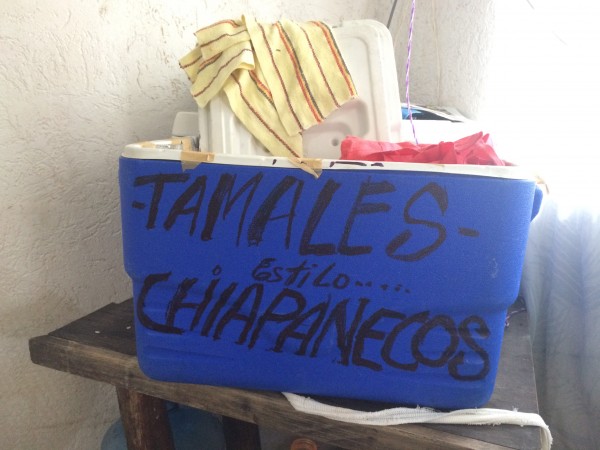 -TAMALES-
Estilo.....
CHIAPANECOS